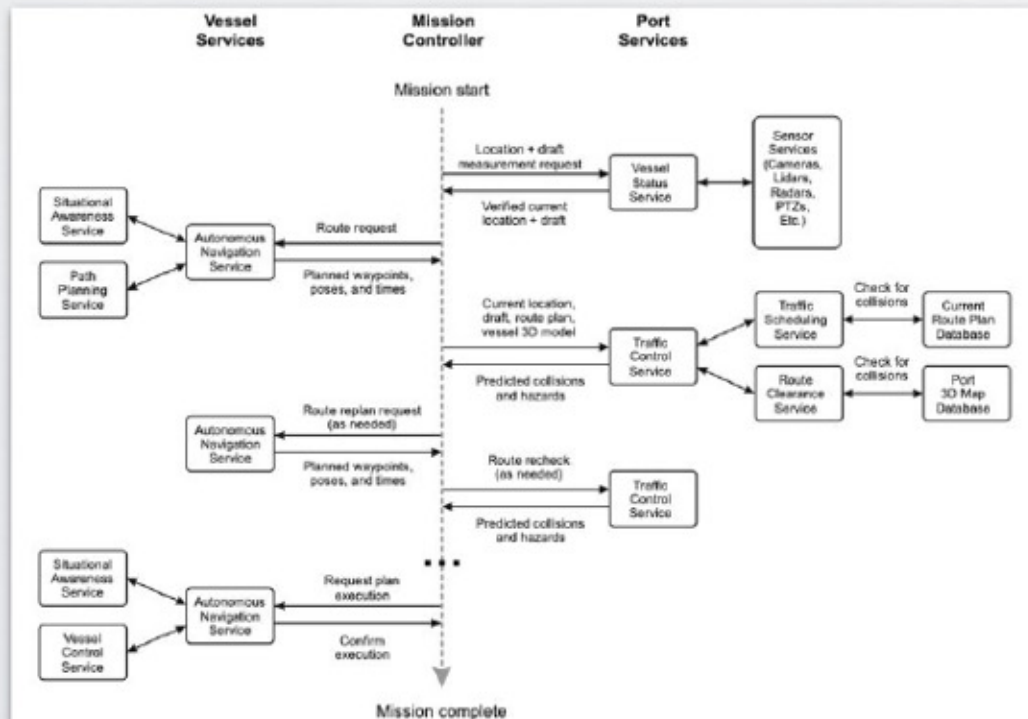 Vessel
Services
Mission
Controller
Port
Services
Mission start
Location + draft
measurement request
Vessel
Status
Service
Sensor
Services
(Cameras,
Lidars,
Radars,
PTZs,
Etc.)
Verified current
location + draft
Situational
Awareness
Service
Autonomous
Navigation
Service
Path
Planning
Service
Route request
Planned waypoints,
poses, and times
Current location,
draft, route plan,
vessel 3D model
Traffic
Control
Service
Predicted collisions
and hazards
Traffic
Scheduling
Service
Check for
collisions
Current
Route Plan
Database
Route
Clearance
Service
Check for
collisions
Port
3D Map
Database
Autonomous
Navigation
Service
Route replan request
(as needed)
Planned waypoints,
poses, and times
Route recheck
(as needed)
Traffic
Control
Service
Predicted collisions
and hazards
...
Situational
Awareness
Service
Autonomous
Navigation
Service
Vessel
Control
Service
Request plan
execution
Confirm
execution
Mission complete